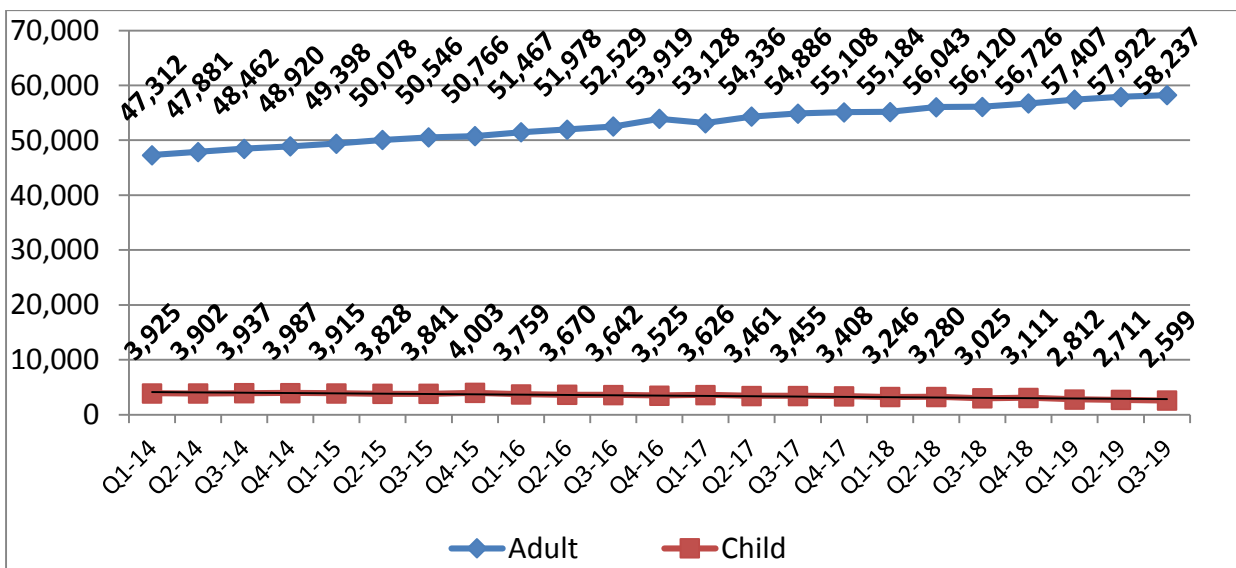 70,000
60,000
50,000
40,000
30,000
20,000
10,000
0
47,312
47,881
48,462
48,920
49,398
50,078
50,546
50,766
51,467
51,978
52,529
53,919
53,128
54,336
54,886
55,108
55,184
56,043
56,120
56,726
57,407
57,922
58,237
3,925
3,902
3,937
3,987
3,915
3,828
3,841
4,003
3,759
3,670
3,642
3,525
3,626
3,461
3,455
3,408
3,246
3,280
3,025
3,111
2,812
2,711
2,599
Q1-14
Q2-14
Q3-14
Q4-14
Q1-15
Q2-15
Q3-15
Q4-15
Q1-16
Q2-16
Q3-16
Q4-16
Q1-17
Q2-17
Q3-17
Q4-17
Q1-18
Q2-18
Q3-18
Q4-18
Q1-19
Q2-19
Q3-19
Adult
Child